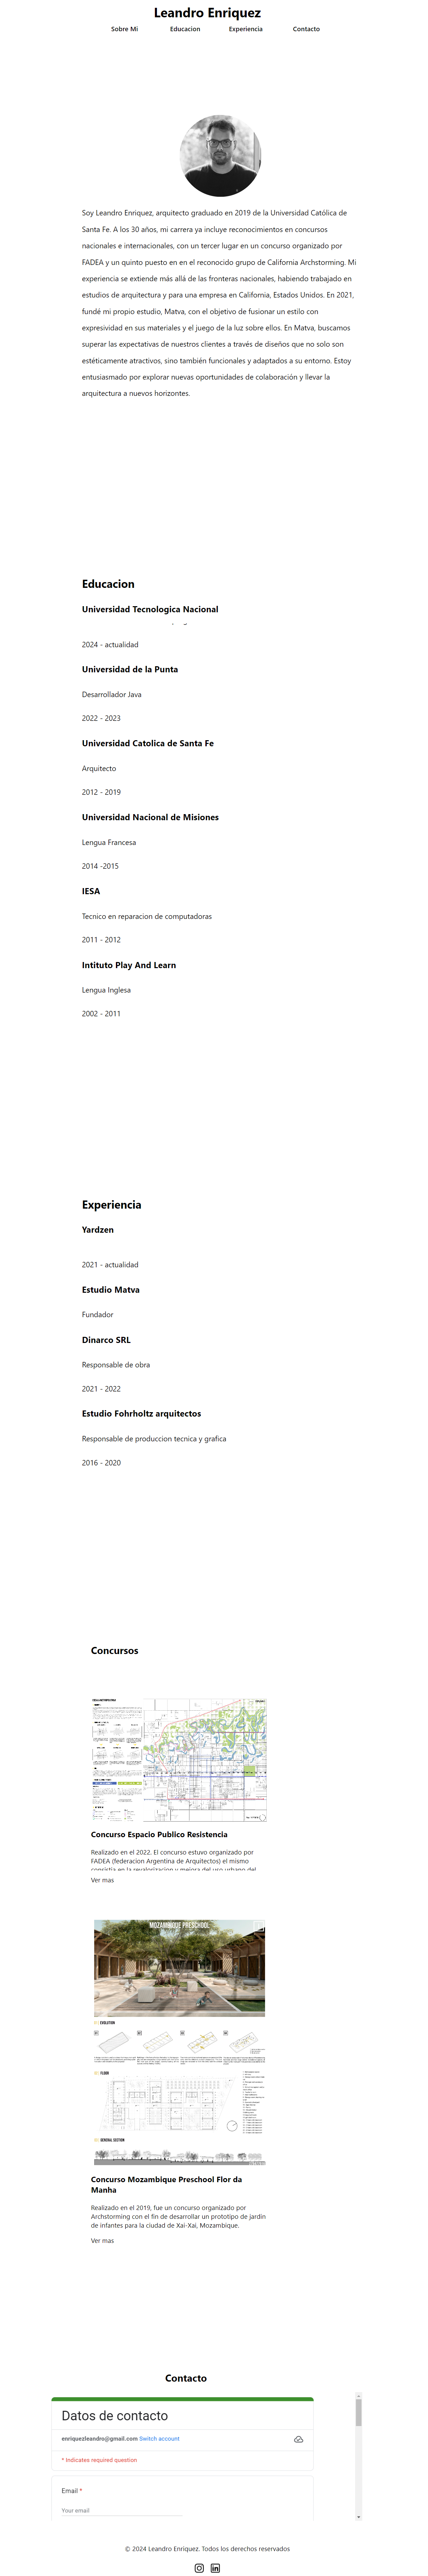 Leandro Enriquez
Sobre Mi Educacion Experiencia Contacto
Soy Leandro Enriquez, arquitecto graduado en 2019 de la Universidad Católica de
Santa Fe. A los 30 años, mi carrera ya incluye reconocimientos en concursos
nacionales e internacionales, con un tercer lugar en un concurso organizado por
FADEA y un quinto puesto en en el reconocido grupo de California Archstorming. Mi
experiencia se extiende más allá de las fronteras nacionales, habiendo trabajado en
estudios de arquitectura y para una empresa en California, Estados Unidos. En 2021,
fundé mi propio estudio, Matva, con el objetivo de fusionar un estilo con
expresividad en sus materiales y el juego de la luz sobre ellos. En Matva, buscamos
superar las expectativas de nuestros clientes a través de diseños que no solo son
estéticamente atractivos, sino también funcionales y adaptados a su entorno. Estoy
entusiasmado por explorar nuevas oportunidades de colaboración y llevar la
arquitectura a nuevos horizontes.
Educacion
Universidad Tecnologica Nacional
2024 - actualidad
Universidad de la Punta
Desarrollador Java
2022 - 2023
Universidad Catolica de Santa Fe
Arquitecto
2012 - 2019
Universidad Nacional de Misiones
Lengua Francesa
2014 -2015
IESA
Tecnico en reparacion de computadoras
2011 - 2012
Intituto Play And Learn
Lengua Inglesa
2002 - 2011
Experiencia
Yardzen
2021 - actualidad
Estudio Matva
Fundador
Dinarco SRL
Responsable de obra
2021 - 2022
Estudio Fohrholtz arquitectos
Responsable de produccion tecnica y grafica
2016 - 2020
Concursos
Concurso Espacio Publico Resistencia
Realizado en el 2022. El concurso estuvo organizado por
FADEA (federacion Argentina de Arquitectos) el mismo
consistia en la revalorizacion y mejora del uso urbano del
Ver mas
MOZAMBIQUE PRESCHOOL
EVOLUTION
FLOOR
GENERAL SECTION
Concurso Mozambique Preschool Flor da
Manha
Realizado en el 2019, fue un concurso organizado por
Archstorming con el fin de desarrollar un prototipo de jardin
de infantes para la ciudad de Xai-Xai, Mozambique.
Ver mas
Contacto
Datos de contacto
enriquezleandro@gmail.com Switch account
* Indicates required question
Email *
Your email
© 2024 Leandro Enriquez. Todos los derechos reservados